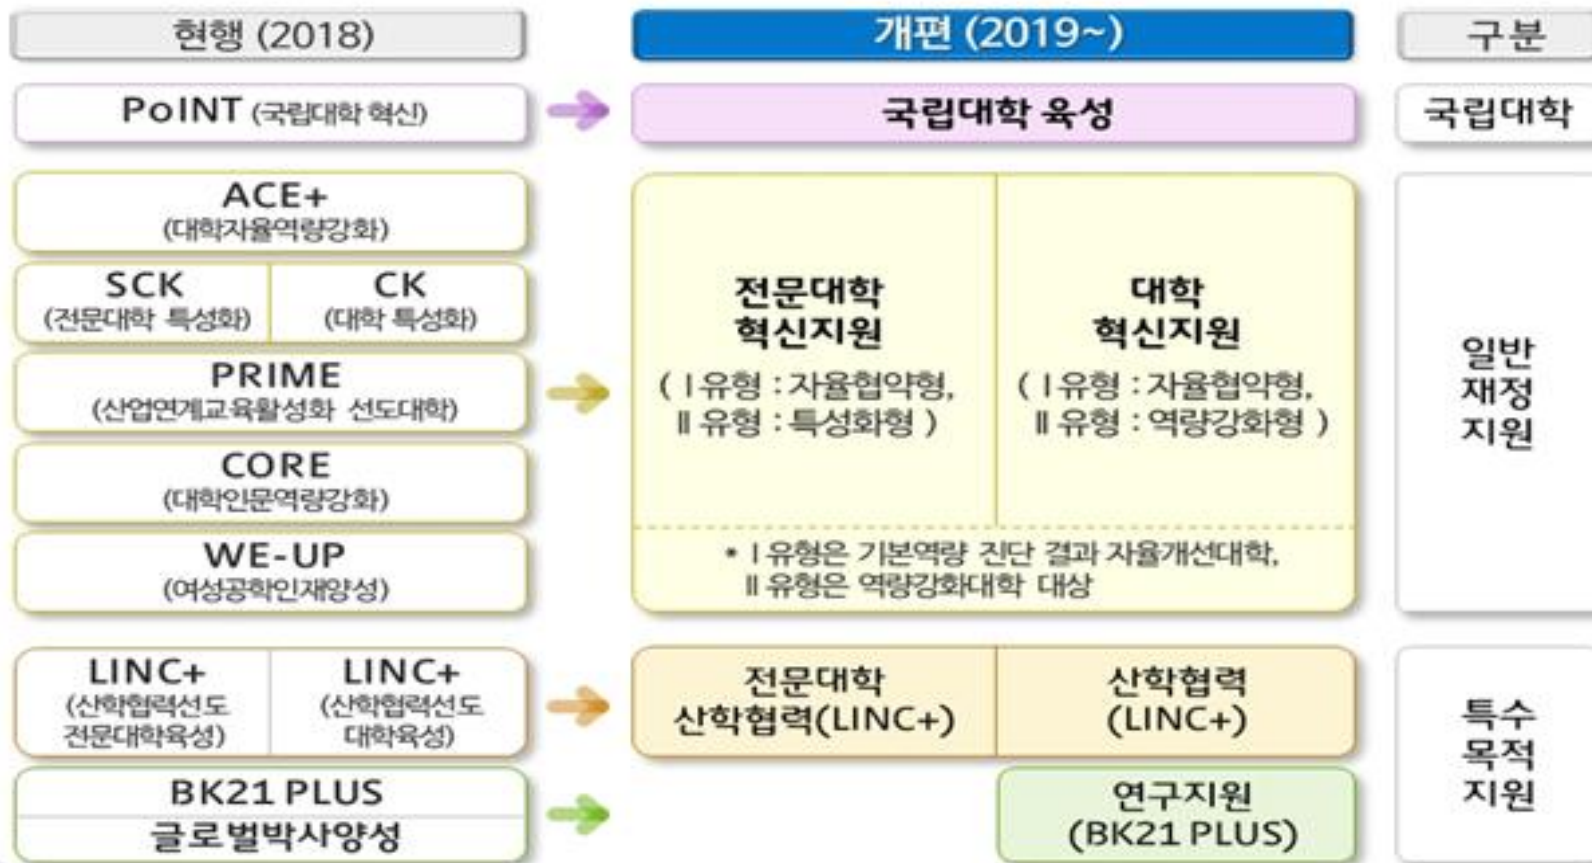 현행 (2018)
개편 (2019~)
구분
PoINT (국립대학 혁신)
국립대학 육성
국립대학
ACE+
(대학자율역량강화)
SCK
(전문대학 특성화)
CK
(대학 특성화)
PRIME
(산업연계교육활성화 선도대학)
CORE
(대학인문역량강화)
WE-UP
(여성공학인재양성)
전문대학
혁신지원
( Ⅰ유형 : 자율협약형,
Ⅱ유형 : 특성화형 )
대학
혁신지원
( Ⅰ유형 : 자율협약형,
Ⅱ유형 : 역량강화형 )
* Ⅰ유형은 기본역량 진단 결과 자율개선대학,
Ⅱ유형은 역량강화대학 대상
일반
재정
지원
LINC+
(산학협력선도
전문대학육성)
LINC+
(산학협력선도
대학육성)
전문대학
산학협력(LINC+)
산학협력
(LINC+)
BK21 PLUS
글로벌박사양성
연구지원
(BK21 PLUS)
특수
목적
지원